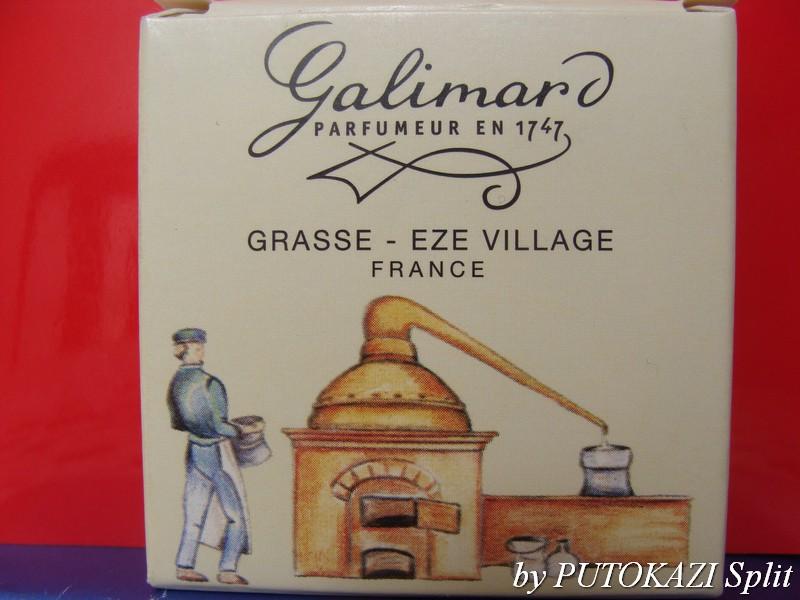 Galimard
PARFUMEUR EN 1747
GRASSE - EZE VILLAGE
FRANCE
by PUTOKAZI Split